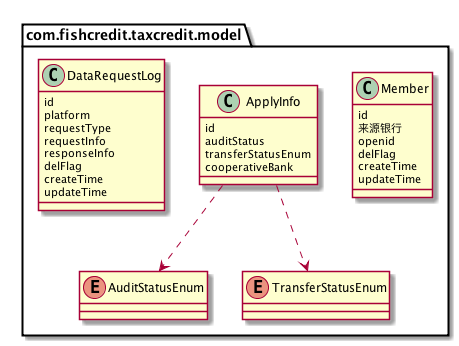 com.fishcredit.taxcredit.model
C DataRequestLog
id
platform
requestType
requestInfo
responseInfo
delFlag
createTime
updateTime
C ApplyInfo
id
auditStatus
transferStatusEnum
cooperativeBank
C Member
id
来源银行
openid
delFlag
createTime
updateTime
E AuditStatusEnum
E TransferStatusEnum